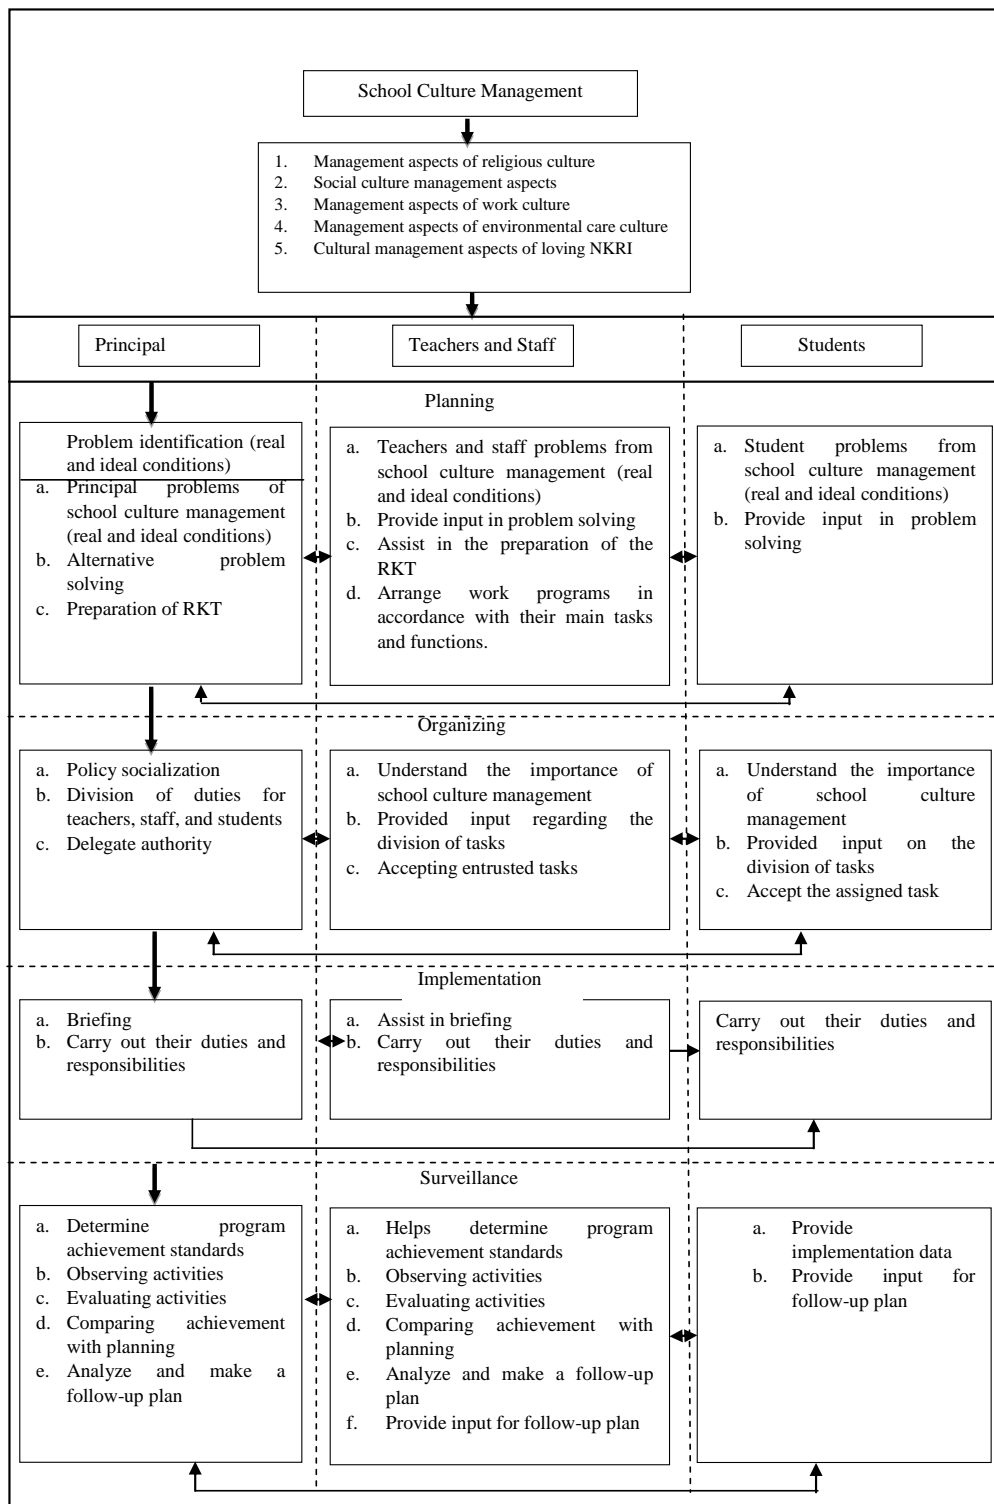 School Culture Management
1. Management aspects of religious culture
2. Social culture management aspects
3. Management aspects of work culture
4. Management aspects of environmental care culture
5. Cultural management aspects of loving NKRI
Principal
Teachers and Staff
Students
Planning
Problem identification (real
and ideal conditions)
a. Principal problems of
school culture management
(real and ideal conditions)
b. Alternative problem
solving
c. Preparation of RKT
a. Teachers and staff problems from
school culture management (real
and ideal conditions)
b. Provide input in problem solving
c. Assist in the preparation of the
RKT
d. Arrange work programs in
accordance with their main tasks
and functions.
a. Student problems from
school culture management
(real and ideal conditions)
b. Provide input in problem
solving
Organizing
a. Policy socialization
b. Division of duties for
teachers, staff, and students
c. Delegate authority
a. Understand the importance of
school culture management
b. Provided input regarding the
division of tasks
c. Accepting entrusted tasks
a. Understand the importance
of school culture
management
b. Provided input on the
division of tasks
c. Accept the assigned task
Implementation
a. Briefing
b. Carry out their duties and
responsibilities
a. Assist in briefing
b. Carry out their duties and
responsibilities
Carry out their duties and
responsibilities
Surveillance
a. Determine program
achievement standards
b. Observing activities
c. Evaluating activities
d. Comparing achievement
with planning
e. Analyze and make a
follow-up plan
a. Helps determine program
achievement standards
b. Observing activities
c. Evaluating activities
d. Comparing achievement with
planning
e. Analyze and make a follow-up
plan
f. Provide input for follow-up plan
a. Provide
implementation data
b. Provide input for
follow-up plan